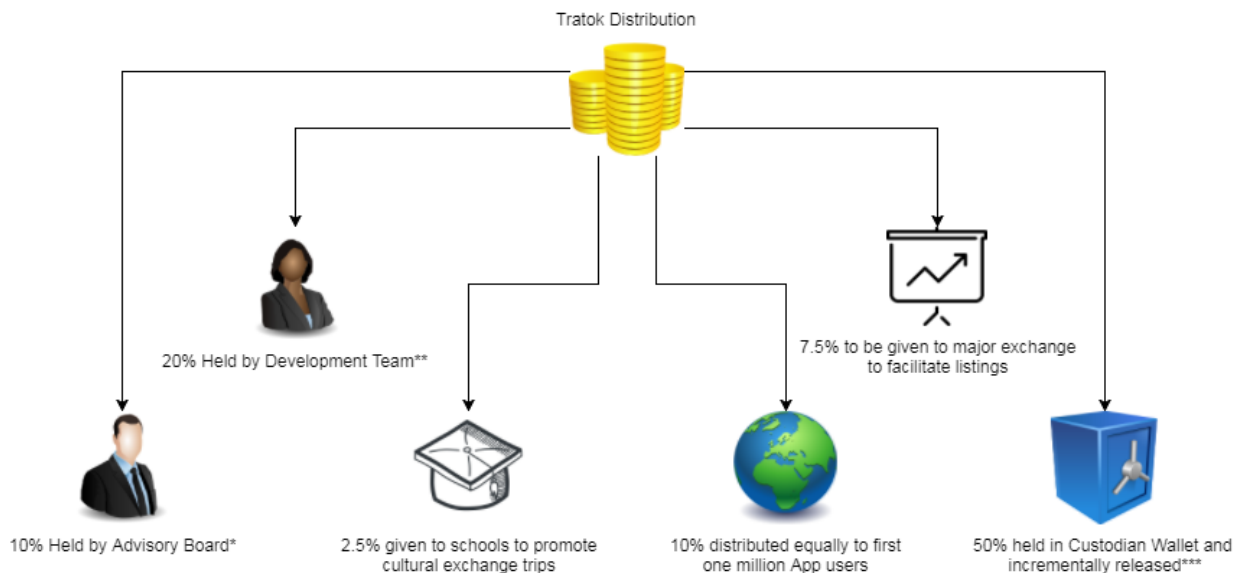 Tratok Distribution
20% Held by Development Team**
7.5% to be given to major exchange
to facilitate listings
10% Held by Advisory Board*
2.5% given to schools to promote
cultural exchange trips
10% distributed equally to first
one million App users
50% held in Custodian Wallet and
incrementally released***